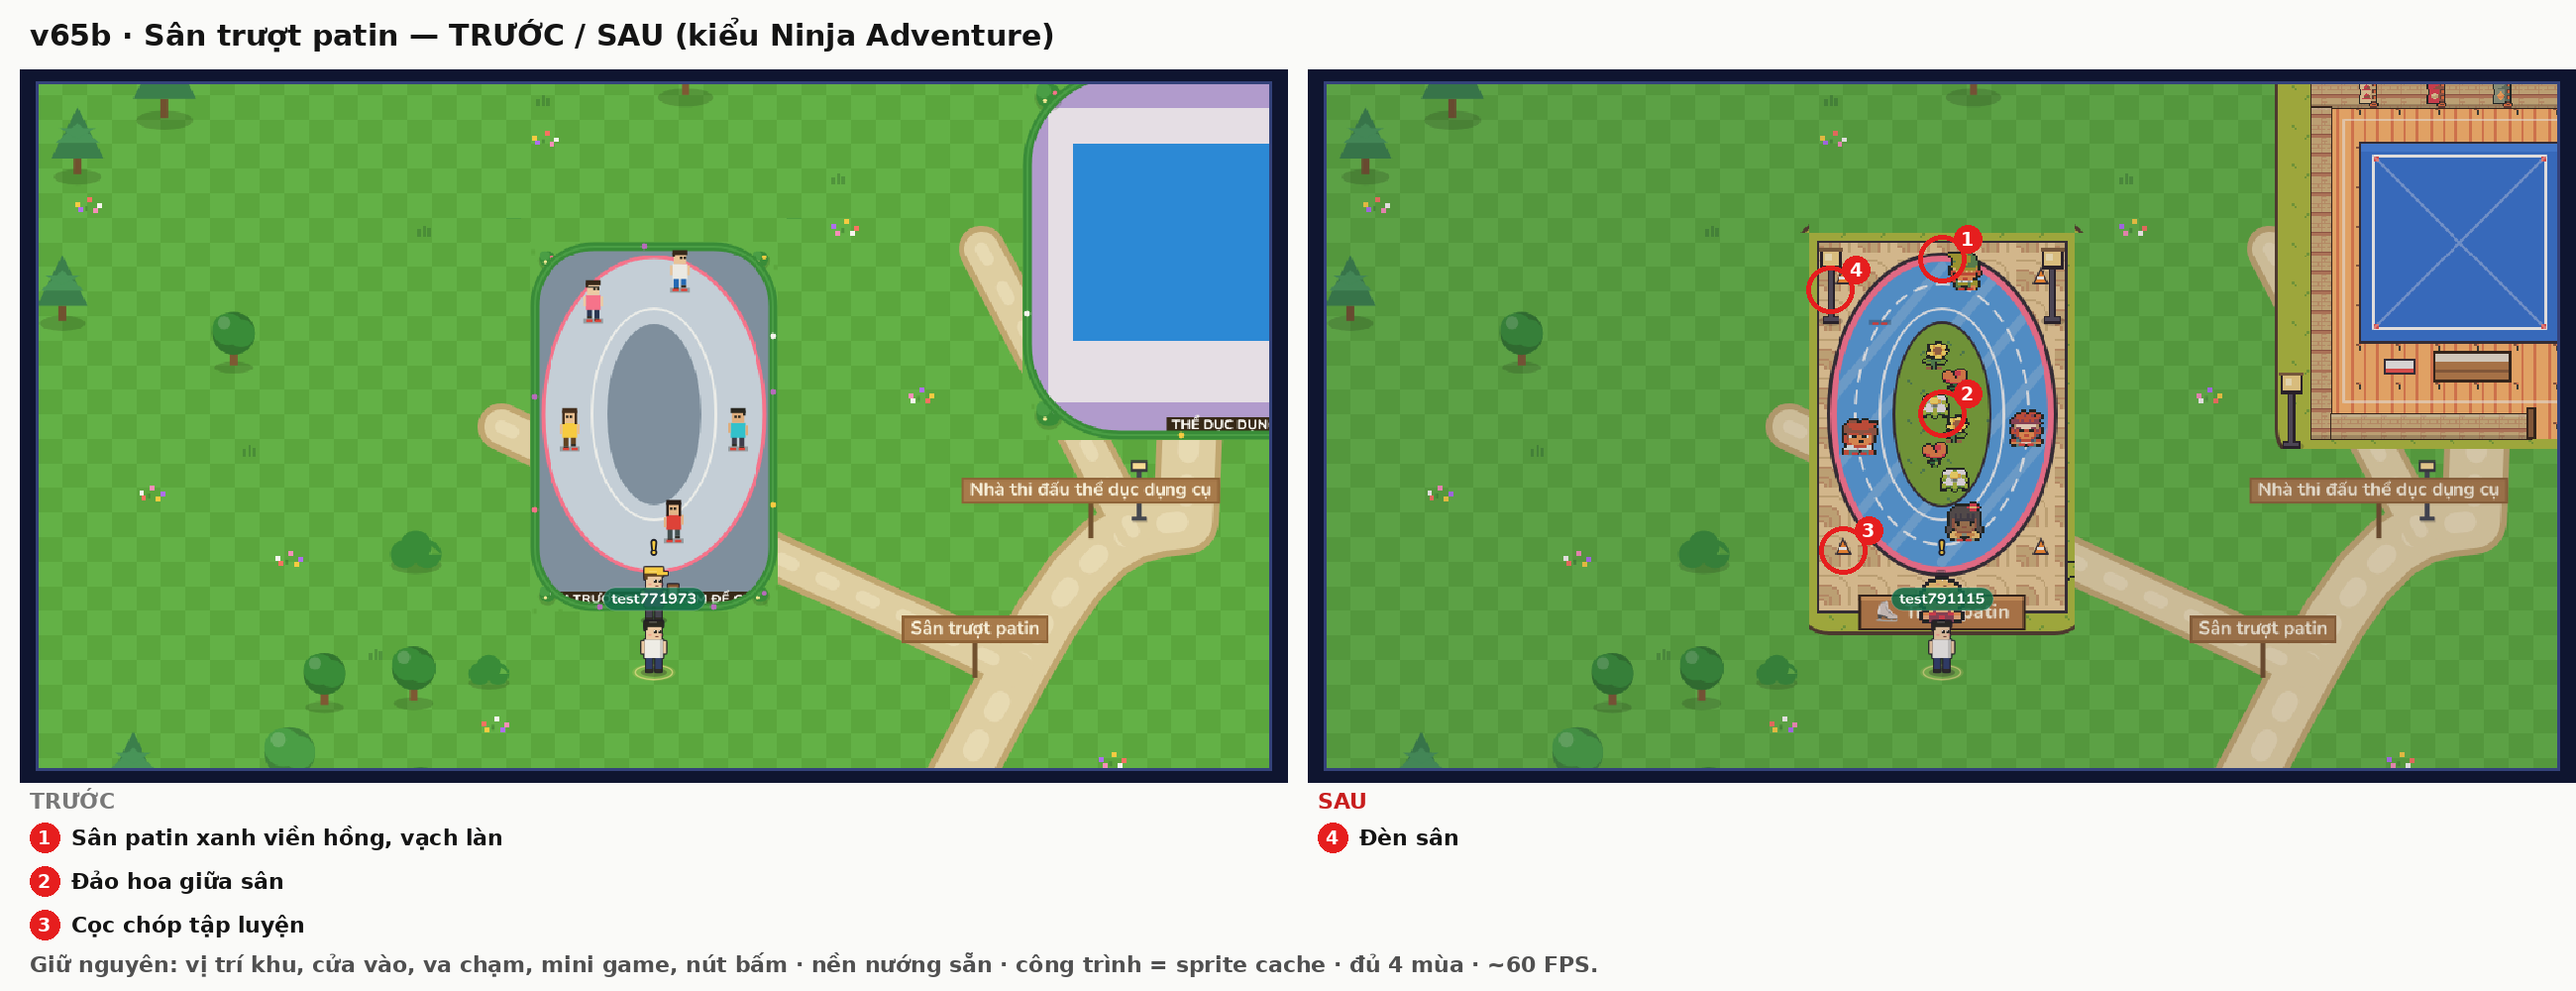 v65b · Sân trượt patin — TRƯỚC / SAU (kiểu Ninja Adventure)
THỂ DỤC DỤN
Nhà thi đấu thể dục dụng cụ
test771973
Sân trượt patin
1
4
2
3
Nhà thi đấu thể dục dụng cụ
test791115
patin
Sân trượt patin
TRƯỚC
1 Sân patin xanh viền hồng, vạch làn
2 Đảo hoa giữa sân
3 Cọc chóp tập luyện
SAU
4 Đèn sân
Giữ nguyên: vị trí khu, cửa vào, va chạm, mini game, nút bấm · nền nướng sẵn · công trình = sprite cache · đủ 4 mùa · ~60 FPS.